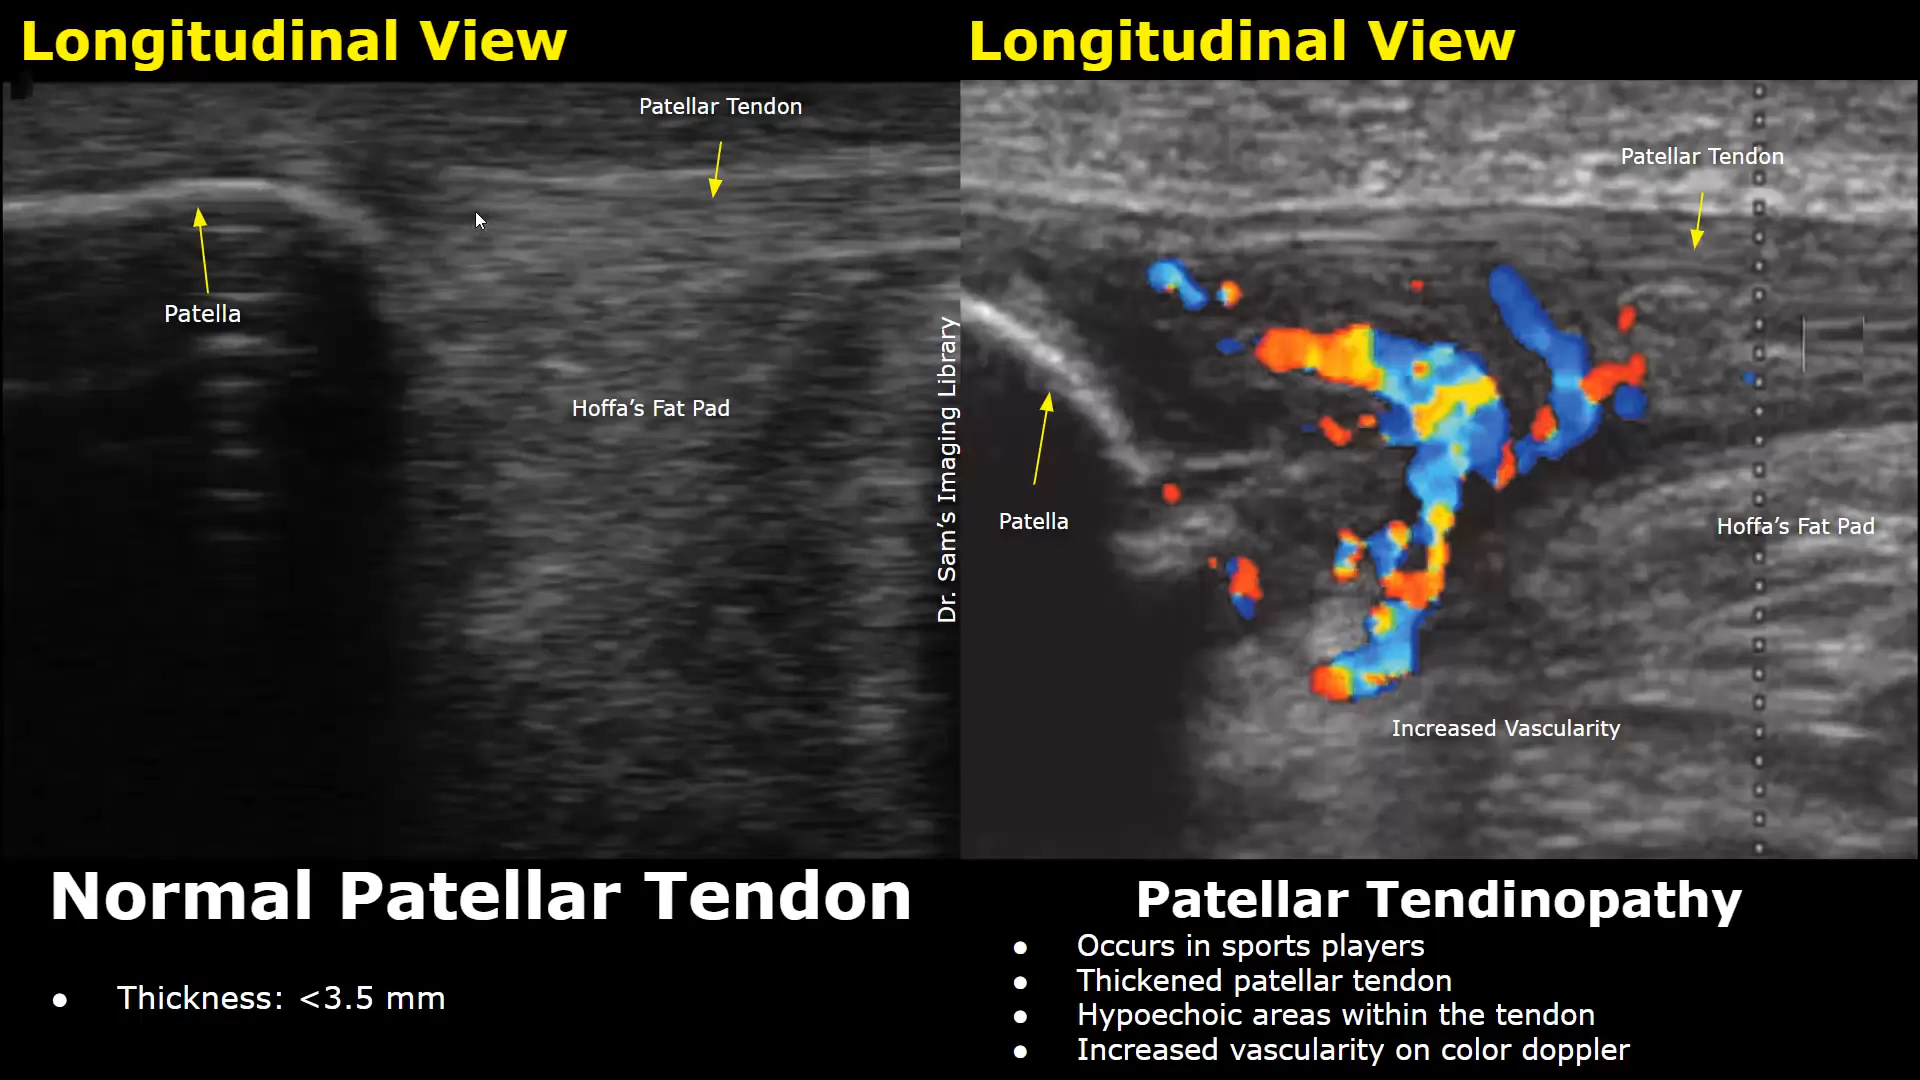 Longitudinal View
Patellar Tendon
Patella
Hoffa’s Fat Pad
Normal Patellar Tendon
● Thickness: <3.5 mm
Dr. Sam’s Imaging Library
Longitudinal View
Patellar Tendon
Patella
Hoffa’s Fat Pad
Increased Vascularity
Patellar Tendinopathy
● Occurs in sports players
● Thickened patellar tendon
● Hypoechoic areas within the tendon
● Increased vascularity on color doppler